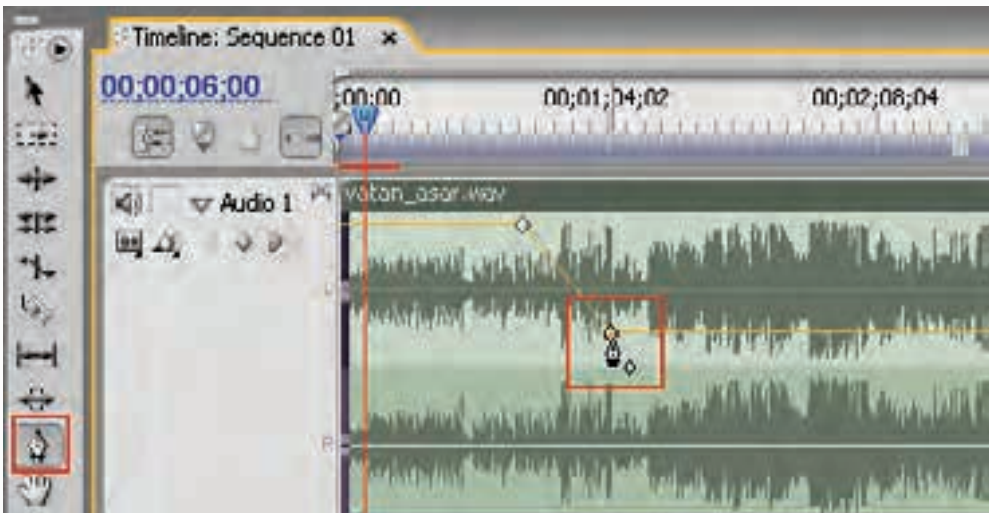 Timeline: Sequence 01 ×
00;00;06;00
;00;00 00;01;04;02 00;02;08;04
Audio 1
vatan_asar.wav
L
R